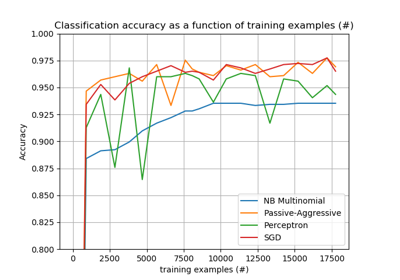 Classification accuracy as a function of training examples (#)
1.000
0.975
0.950
0.925
0.900
0.875
0.850
0.825
0.800
Accuracy
NB Multinomial
Passive-Aggressive
Perceptron
SGD
0 2500 5000 7500 10000 12500 15000 17500
training examples (#)